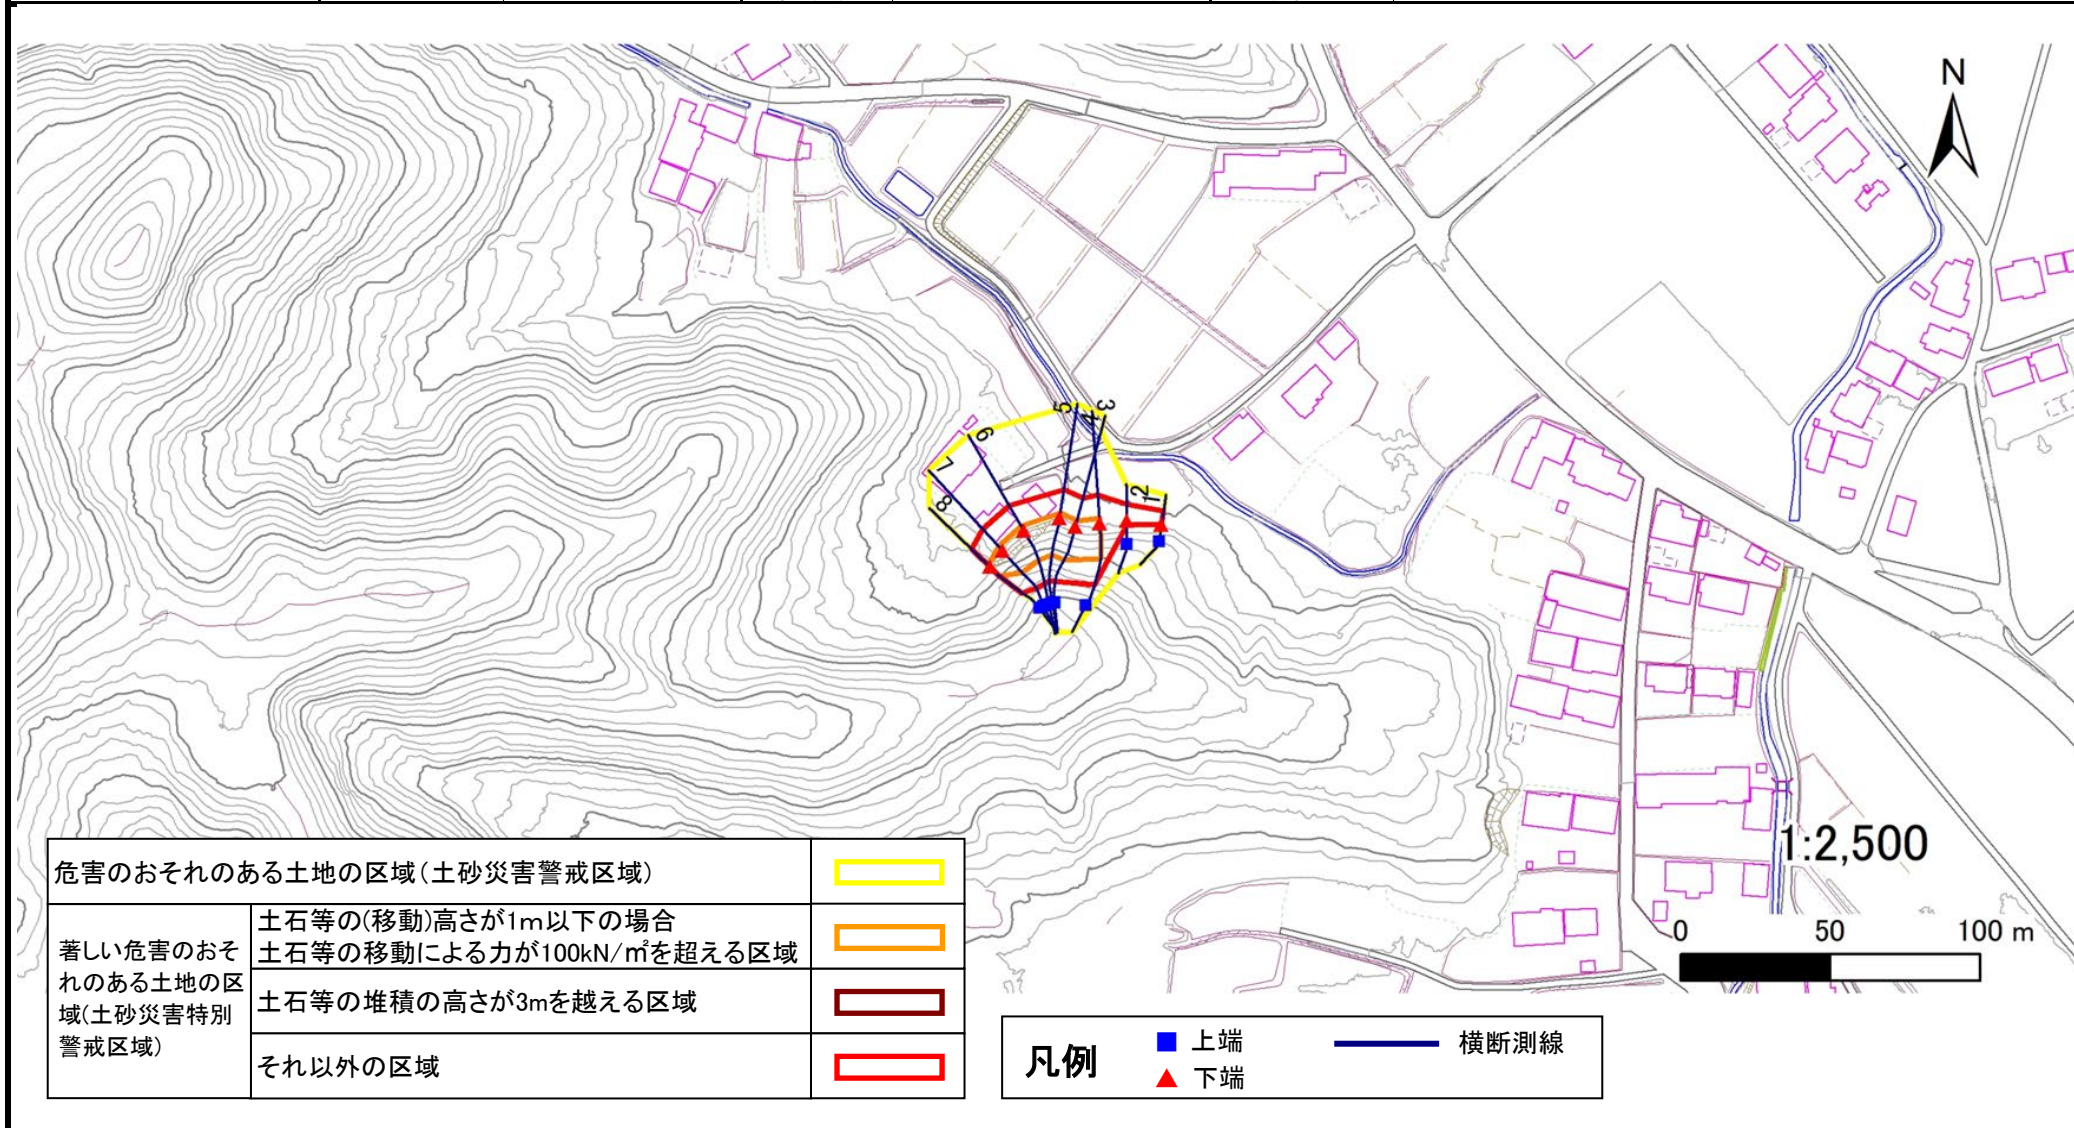 N
5
4
3
6
7
8
2
1
1:2,500
0 50 100 m
危害のおそれのある土地の区域(土砂災害警戒区域)
著しい危害のおそ
れのある土地の区
域(土砂災害特別
警戒区域)
土石等の(移動)高さが1m以下の場合
土石等の移動による力が100kN/㎡を超える区域
土石等の堆積の高さが3mを越える区域
それ以外の区域
凡例
上端
下端
横断測線